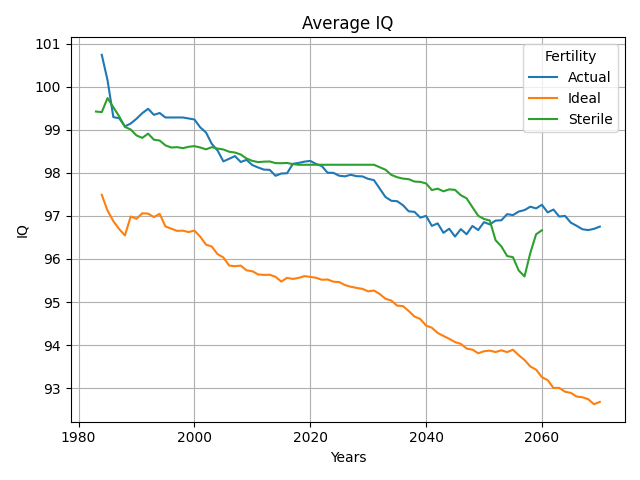 Average IQ
101
100
99
98
97
96
95
94
93
IQ
1980
2000
2020
2040
2060
Years
Fertility
Actual
Ideal
Sterile